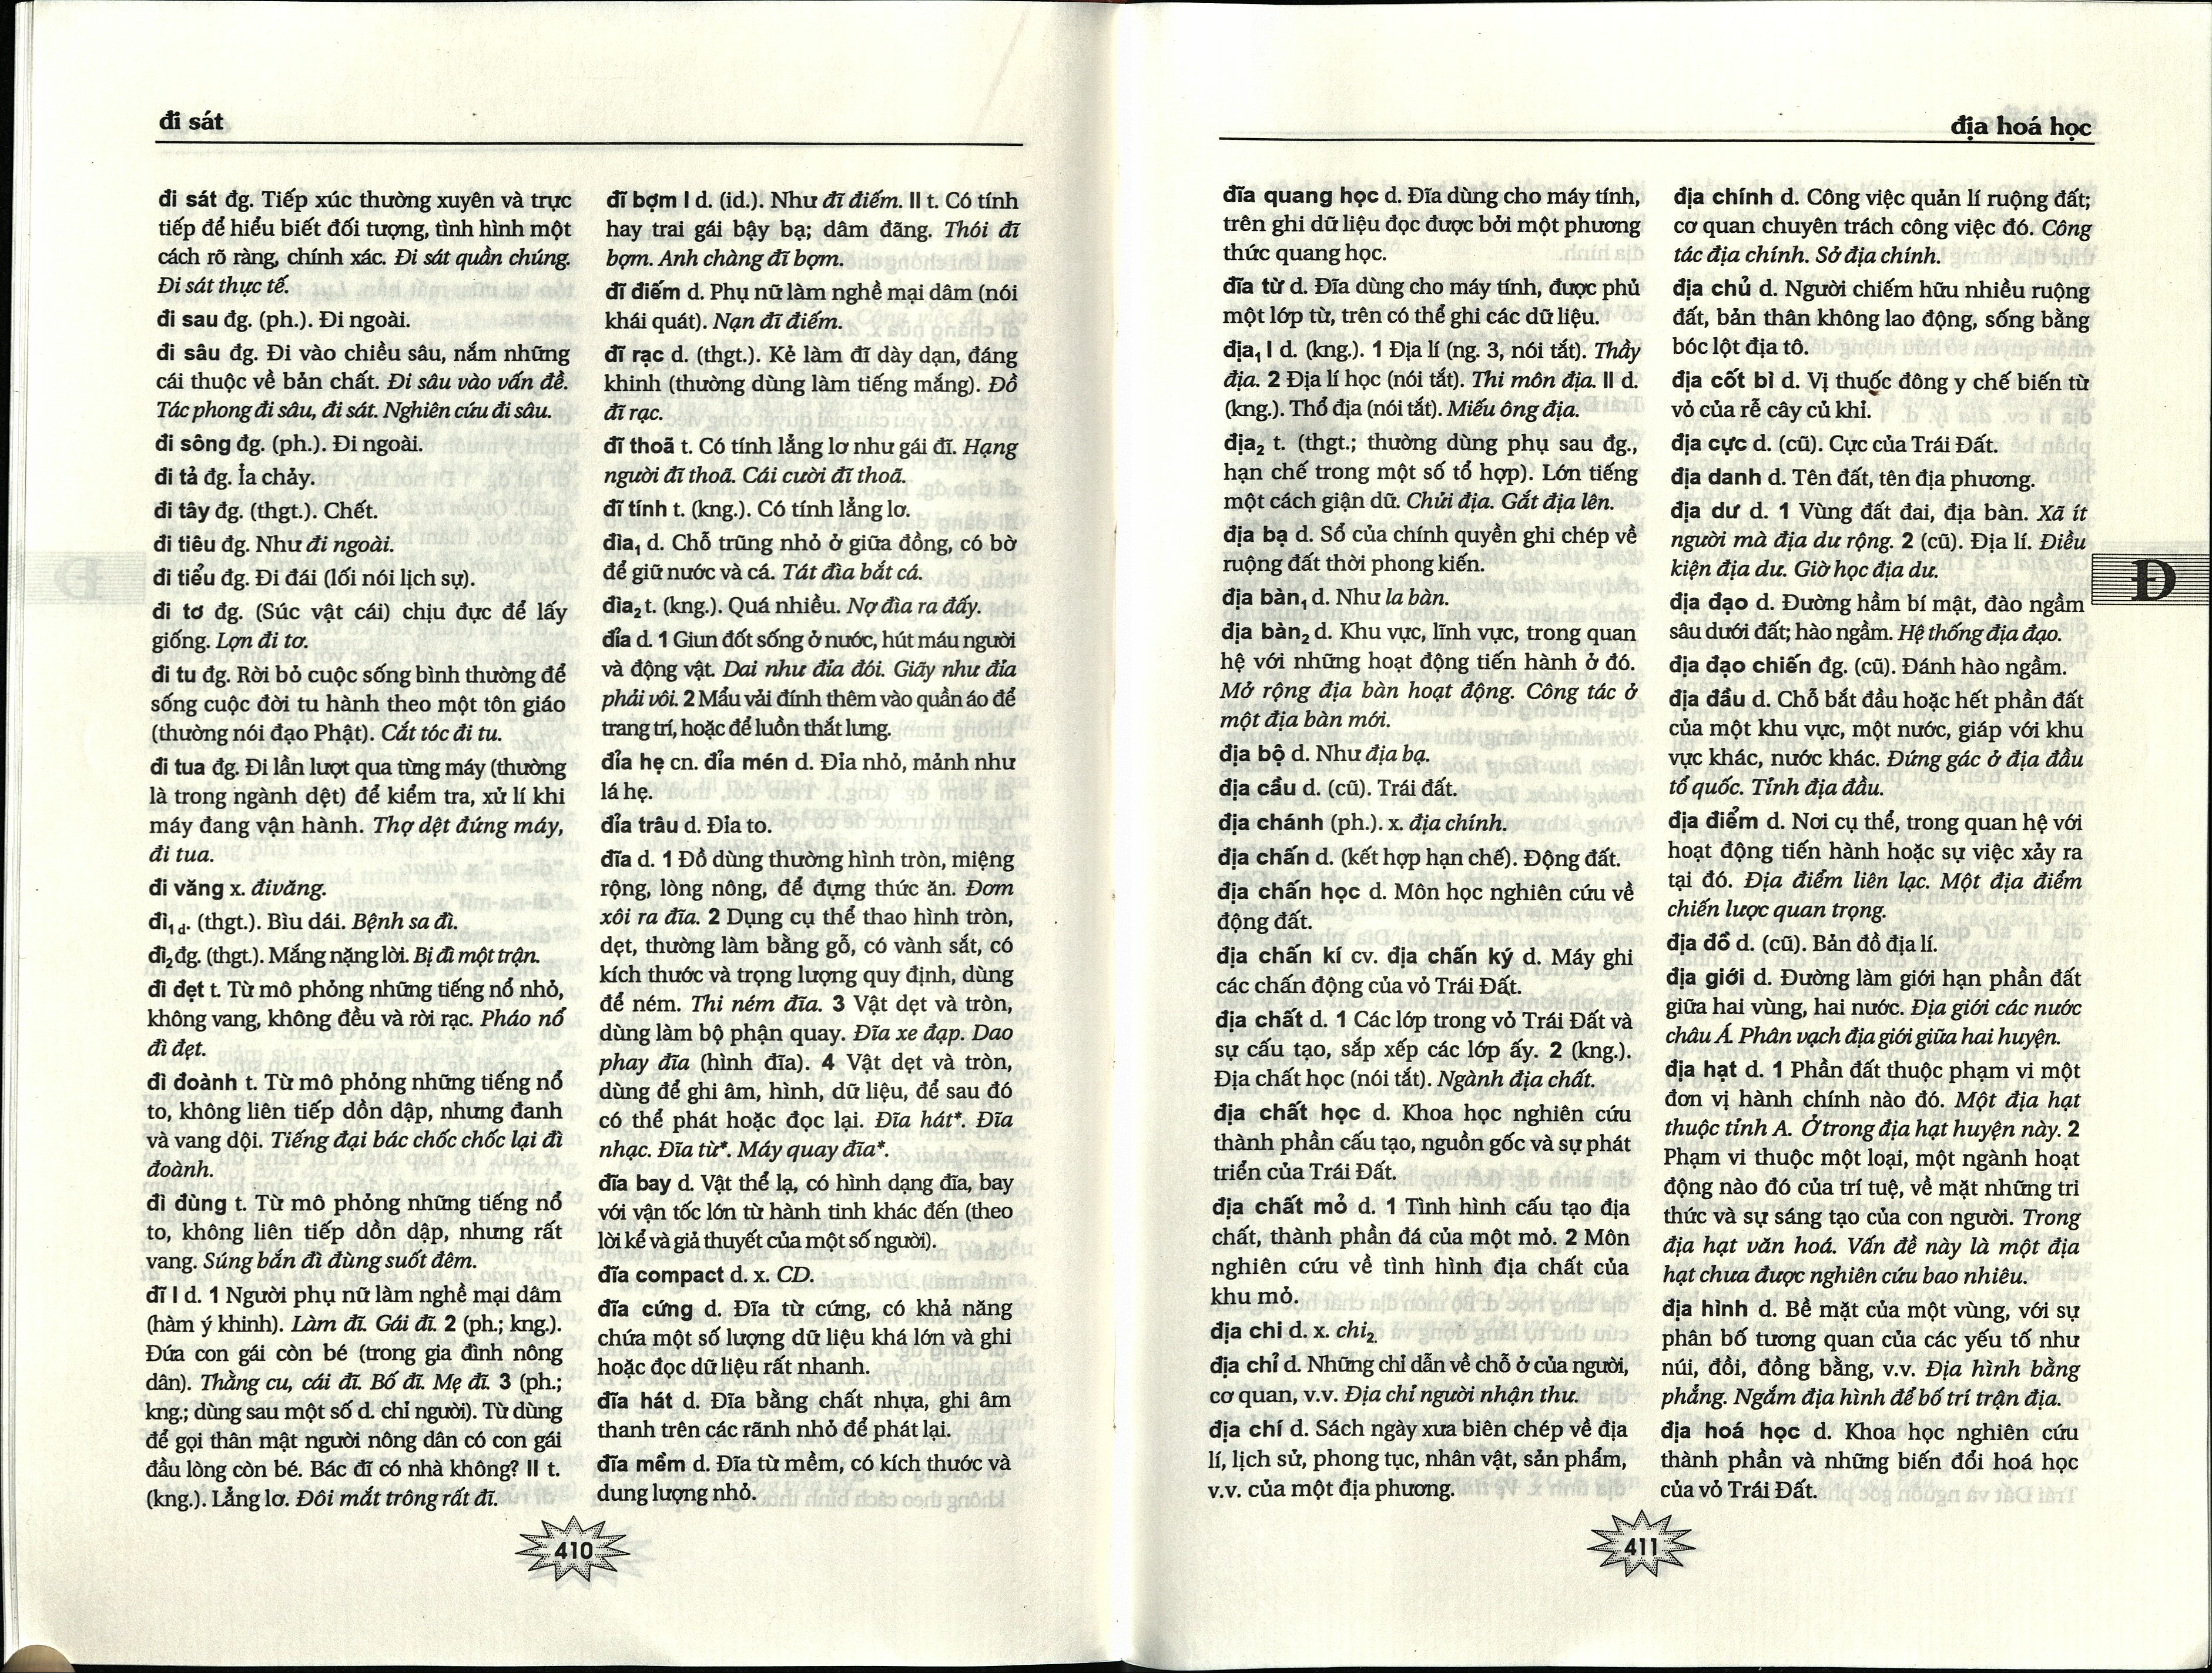 đi sát
đi sát đg. Tiếp xúc thường xuyên và trực
tiếp để hiểu biết đối tượng, tình hình một
cách rõ ràng, chính xác. Đi sát quần chúng.
Đi sát thực tế.
đi sau đg. (ph.). Đi ngoài.
đi sâu đg. Đi vào chiều sâu, nắm những
cái thuộc về bản chất. Đi sâu vào vấn đề.
Tác phong đi sâu, đi sát. Nghiên cứu đi sâu.
đi sông đg. (ph.). Đi ngoài.
đi tả đg. Ỉa chảy.
đi tây đg. (thgt.). Chết.
đi tiêu đg. Như đi ngoài.
đi tiểu đg. Đi đái (lối nói lịch sự).
đi tơ đg. (Súc vật cái) chịu đực để lấy
giống. Lợn đi tơ.
đi tu đg. Rời bỏ cuộc sống bình thường để
sống cuộc đời tu hành theo một tôn giáo
(thường nói đạo Phật). Cắt tóc đi tu.
đi tua đg. Đi lần lượt qua từng máy (thường
là trong ngành dệt) để kiểm tra, xử lí khi
máy đang vận hành. Thợ dệt đứng máy,
đi tua.
đi văng x. đivăng.
đì₁ d. (thgt.). Bìu dái. Bệnh sa đì.
đì₂ đg. (thgt.). Mắng nặng lời. Bị đì một trận.
đì đẹt t. Từ mô phỏng những tiếng nổ nhỏ,
không vang, không đều và rời rạc. Pháo nổ
đì đẹt.
đì đoành t. Từ mô phỏng những tiếng nổ
to, không liên tiếp dồn dập, nhưng đanh
và vang dội. Tiếng đại bác chốc chốc lại đì
đoành.
đì đùng t. Từ mô phỏng những tiếng nổ
to, không liên tiếp dồn dập, nhưng rất
vang. Súng bắn đì đùng suốt đêm.
đĩ I d. 1 Người phụ nữ làm nghề mại dâm
(hàm ý khinh). Làm đĩ. Gái đĩ. 2 (ph.; kng.).
Đứa con gái còn bé (trong gia đình nông
dân). Thằng cu, cái đĩ. Bố đĩ. Mẹ đĩ. 3 (ph.;
kng.; dùng sau một số d. chỉ người). Từ dùng
để gọi thân mật người nông dân có con gái
đầu lòng còn bé. Bác đĩ có nhà không? II t.
(kng.). Lẳng lơ. Đôi mắt trông rất đĩ.
đĩ bợm I d. (id.). Như đĩ điếm. II t. Có tính
hay trai gái bậy bạ; dâm đãng. Thói đĩ
bợm. Anh chàng đĩ bợm.
đĩ điếm d. Phụ nữ làm nghề mại dâm (nói
khái quát). Nạn đĩ điếm.
đĩ rạc d. (thgt.). Kẻ làm đĩ dày dạn, đáng
khinh (thường dùng làm tiếng mắng). Đồ
đĩ rạc.
đĩ thoã t. Có tính lẳng lơ như gái đĩ. Hạng
người đĩ thoã. Cái cười đĩ thoã.
đĩ tính t. (kng.). Có tính lẳng lơ.
đìa₁ d. Chỗ trũng nhỏ ở giữa đồng, có bờ
để giữ nước và cá. Tát đìa bắt cá.
đìa₂ t. (kng.). Quá nhiều. Nợ đìa ra đấy.
đỉa d. 1 Giun đốt sống ở nước, hút máu người
và động vật. Dai như đỉa đói. Giãy như đỉa
phải vôi. 2 Mẩu vải đính thêm vào quần áo để
trang trí, hoặc để luồn thắt lưng.
đỉa hẹ cn. đỉa mén d. Đỉa nhỏ, mảnh như
lá hẹ.
đỉa trâu d. Đỉa to.
đĩa d. 1 Đồ dùng thường hình tròn, miệng
rộng, lòng nông, để đựng thức ăn. Đơm
xôi ra đĩa. 2 Dụng cụ thể thao hình tròn,
dẹt, thường làm bằng gỗ, có vành sắt, có
kích thước và trọng lượng quy định, dùng
để ném. Thi ném đĩa. 3 Vật dẹt và tròn,
dùng làm bộ phận quay. Đĩa xe đạp. Dao
phay đĩa (hình đĩa). 4 Vật dẹt và tròn,
dùng để ghi âm, hình, dữ liệu, để sau đó
có thể phát hoặc đọc lại. Đĩa hát*. Đĩa
nhạc. Đĩa từ*. Máy quay đĩa*.
đĩa bay d. Vật thể lạ, có hình dạng đĩa, bay
với vận tốc lớn từ hành tinh khác đến (theo
lời kể và giả thuyết của một số người).
đĩa compact d. x. CD.
đĩa cứng d. Đĩa từ cứng, có khả năng
chứa một số lượng dữ liệu khá lớn và ghi
hoặc đọc dữ liệu rất nhanh.
đĩa hát d. Đĩa bằng chất nhựa, ghi âm
thanh trên các rãnh nhỏ để phát lại.
đĩa mềm d. Đĩa từ mềm, có kích thước và
dung lượng nhỏ.
410
địa hoá học
đĩa quang học d. Đĩa dùng cho máy tính,
trên ghi dữ liệu đọc được bởi một phương
thức quang học.
đĩa từ d. Đĩa dùng cho máy tính, được phủ
một lớp từ, trên có thể ghi các dữ liệu.
địa₁ I d. (kng.). 1 Địa lí (ng. 3, nói tắt). Thầy
địa. 2 Địa lí học (nói tắt). Thi môn địa. II d.
(kng.). Thổ địa (nói tắt). Miếu ông địa.
địa₂ t. (thgt.; thường dùng phụ sau đg.,
hạn chế trong một số tổ hợp). Lớn tiếng
một cách giận dữ. Chửi địa. Gắt địa lên.
địa bạ d. Sổ của chính quyền ghi chép về
ruộng đất thời phong kiến.
địa bàn₁ d. Như la bàn.
địa bàn₂ d. Khu vực, lĩnh vực, trong quan
hệ với những hoạt động tiến hành ở đó.
Mở rộng địa bàn hoạt động. Công tác ở
một địa bàn mới.
địa bộ d. Như địa bạ.
địa cầu d. (cũ). Trái đất.
địa chánh (ph.). x. địa chính.
địa chấn d. (kết hợp hạn chế). Động đất.
địa chấn học d. Môn học nghiên cứu về
động đất.
địa chấn kí cv. địa chấn ký d. Máy ghi
các chấn động của vỏ Trái Đất.
địa chất d. 1 Các lớp trong vỏ Trái Đất và
sự cấu tạo, sắp xếp các lớp ấy. 2 (kng.).
Địa chất học (nói tắt). Ngành địa chất.
địa chất học d. Khoa học nghiên cứu
thành phần cấu tạo, nguồn gốc và sự phát
triển của Trái Đất.
địa chất mỏ d. 1 Tình hình cấu tạo địa
chất, thành phần đá của một mỏ. 2 Môn
nghiên cứu về tình hình địa chất của
khu mỏ.
địa chi d. x. chi₂.
địa chỉ d. Những chỉ dẫn về chỗ ở của người,
cơ quan, v.v. Địa chỉ người nhận thư.
địa chí d. Sách ngày xưa biên chép về địa
lí, lịch sử, phong tục, nhân vật, sản phẩm,
v.v. của một địa phương.
địa chính d. Công việc quản lí ruộng đất;
cơ quan chuyên trách công việc đó. Công
tác địa chính. Sở địa chính.
địa chủ d. Người chiếm hữu nhiều ruộng
đất, bản thân không lao động, sống bằng
bóc lột địa tô.
địa cốt bì d. Vị thuốc đông y chế biến từ
vỏ của rễ cây củ khỉ.
địa cực d. (cũ). Cực của Trái Đất.
địa danh d. Tên đất, tên địa phương.
địa dư d. 1 Vùng đất đai, địa bàn. Xã ít
người mà địa dư rộng. 2 (cũ). Địa lí. Điều
kiện địa dư. Giờ học địa dư.
địa đạo d. Đường hầm bí mật, đào ngầm
sâu dưới đất; hào ngầm. Hệ thống địa đạo.
địa đạo chiến đg. (cũ). Đánh hào ngầm.
địa đầu d. Chỗ bắt đầu hoặc hết phần đất
của một khu vực, một nước, giáp với khu
vực khác, nước khác. Đứng gác ở địa đầu
tổ quốc. Tỉnh địa đầu.
địa điểm d. Nơi cụ thể, trong quan hệ với
hoạt động tiến hành hoặc sự việc xảy ra
tại đó. Địa điểm liên lạc. Một địa điểm
chiến lược quan trọng.
địa đồ d. (cũ). Bản đồ địa lí.
địa giới d. Đường làm giới hạn phần đất
giữa hai vùng, hai nước. Địa giới các nước
châu Á. Phân vạch địa giới giữa hai huyện.
địa hạt d. 1 Phần đất thuộc phạm vi một
đơn vị hành chính nào đó. Một địa hạt
thuộc tỉnh A. Ở trong địa hạt huyện này. 2
Phạm vi thuộc một loại, một ngành hoạt
động nào đó của trí tuệ, về mặt những tri
thức và sự sáng tạo của con người. Trong
địa hạt văn hoá. Vấn đề này là một địa
hạt chưa được nghiên cứu bao nhiêu.
địa hình d. Bề mặt của một vùng, với sự
phân bố tương quan của các yếu tố như
núi, đồi, đồng bằng, v.v. Địa hình bằng
phẳng. Ngắm địa hình để bố trí trận địa.
địa hoá học d. Khoa học nghiên cứu
thành phần và những biến đổi hoá học
của vỏ Trái Đất.
Đ
411